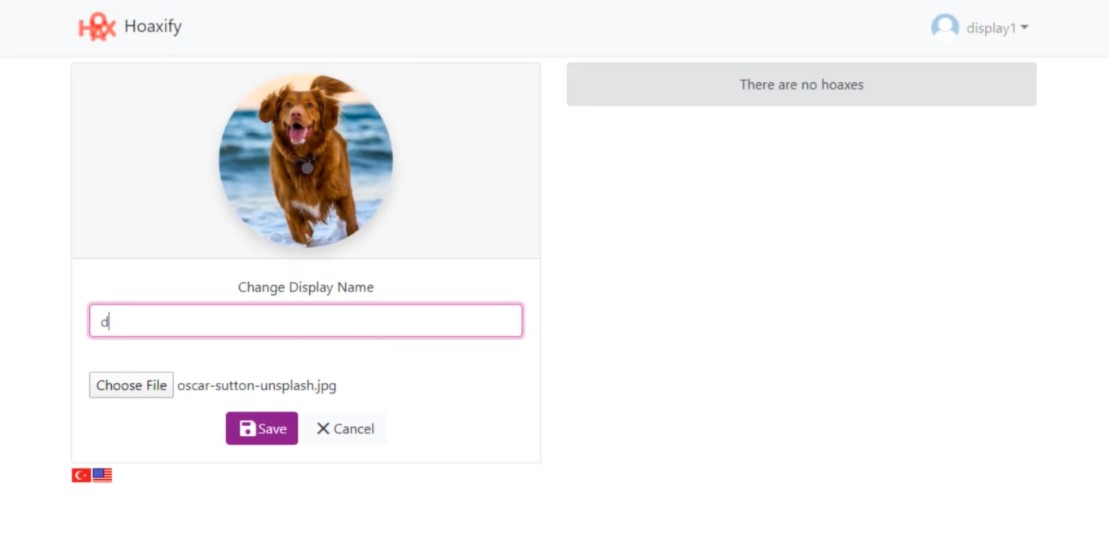 Hoaxify
display1
There are no hoaxes
Change Display Name
d
Choose File oscar-sutton-unsplash.jpg
Save
Cancel